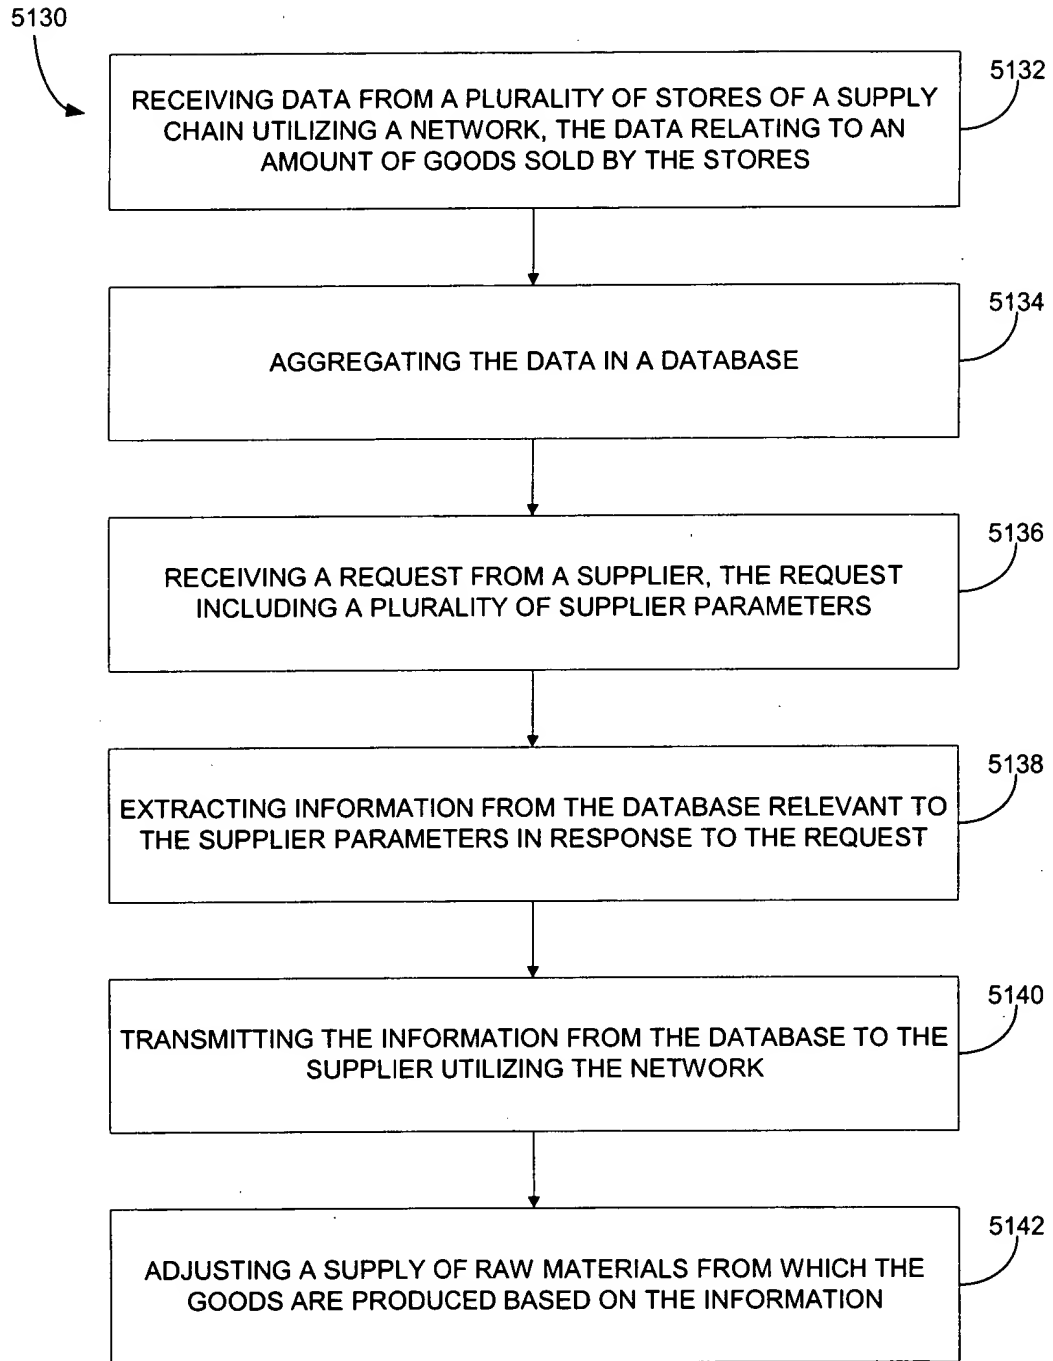 5130
5132
RECEIVING DATA FROM A PLURALITY OF STORES OF A SUPPLY
CHAIN UTILIZING A NETWORK, THE DATA RELATING TO AN
AMOUNT OF GOODS SOLD BY THE STORES
5134
AGGREGATING THE DATA IN A DATABASE
5136
RECEIVING A REQUEST FROM A SUPPLIER, THE REQUEST
INCLUDING A PLURALITY OF SUPPLIER PARAMETERS
5138
EXTRACTING INFORMATION FROM THE DATABASE RELEVANT TO
THE SUPPLIER PARAMETERS IN RESPONSE TO THE REQUEST
5140
TRANSMITTING THE INFORMATION FROM THE DATABASE TO THE
SUPPLIER UTILIZING THE NETWORK
5142
ADJUSTING A SUPPLY OF RAW MATERIALS FROM WHICH THE
GOODS ARE PRODUCED BASED ON THE INFORMATION